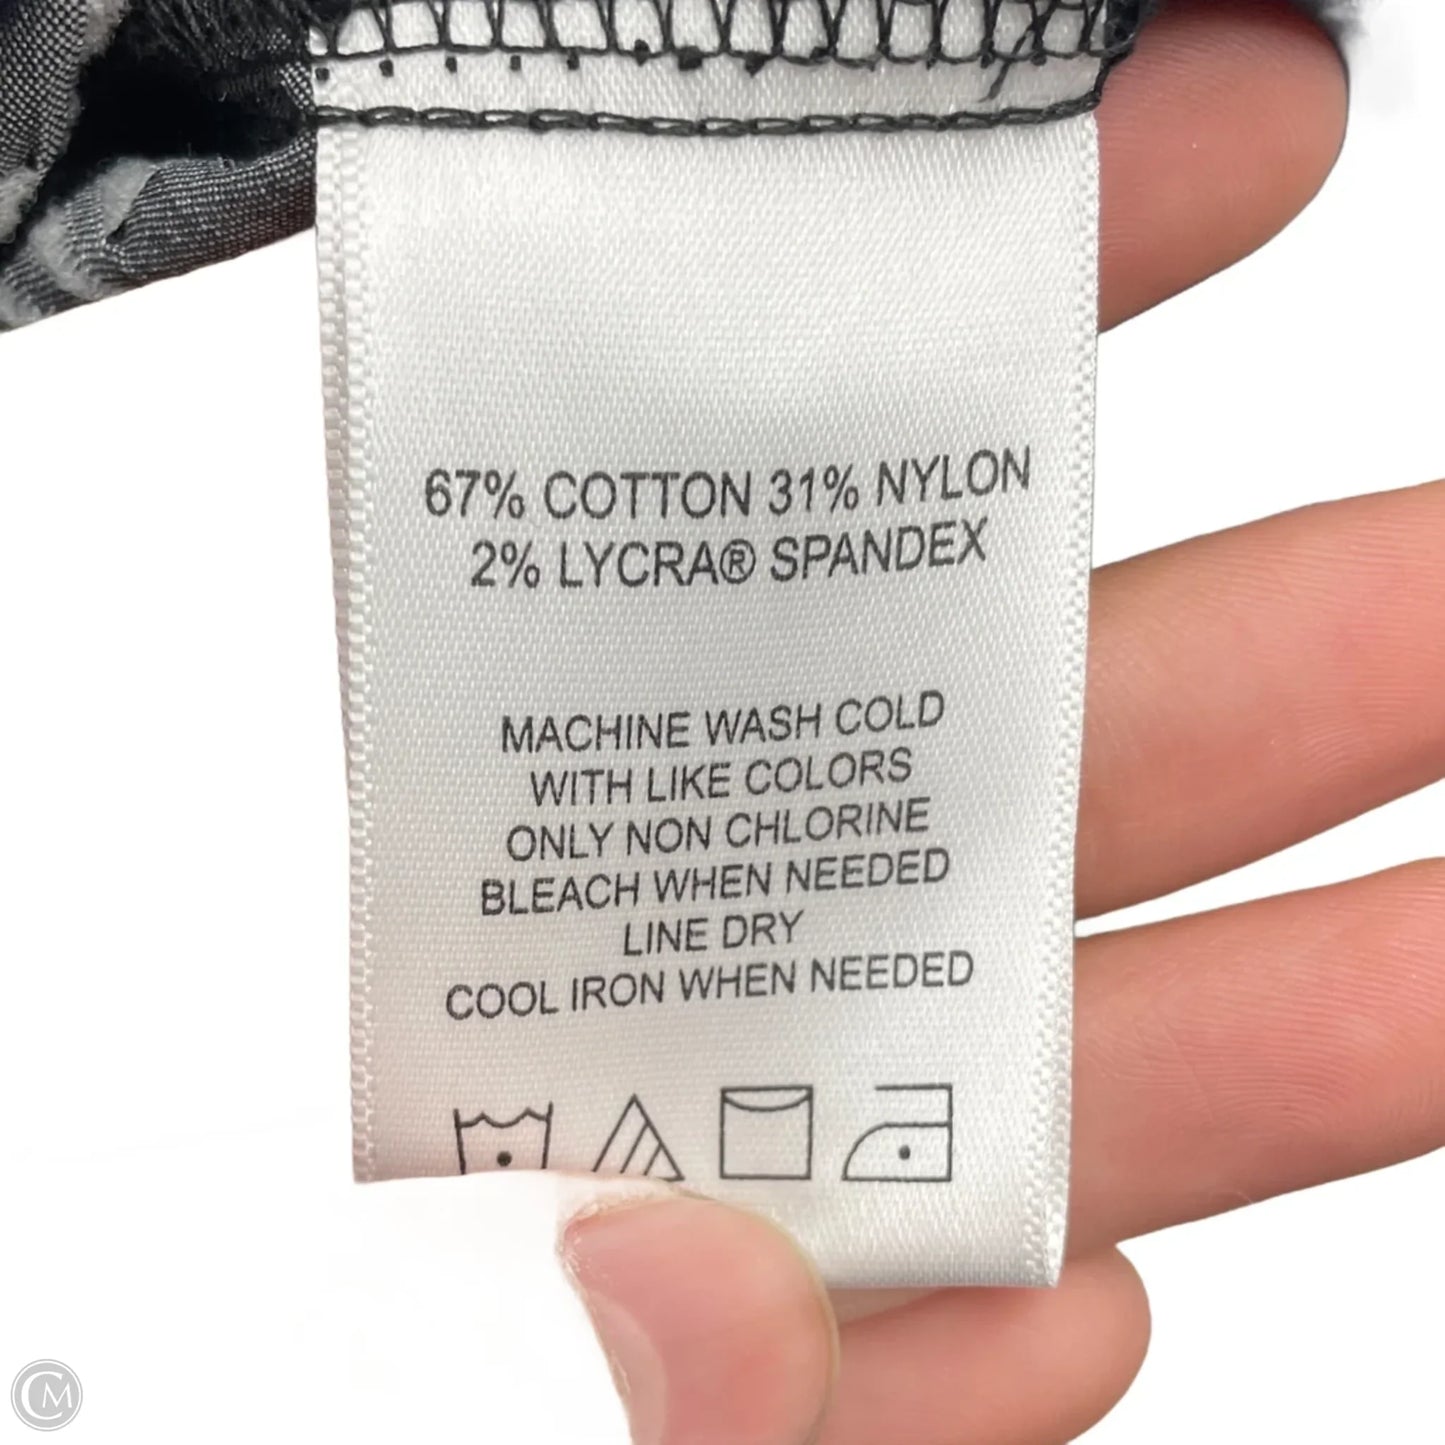 67% COTTON 31% NYLON
2% LYCRA® SPANDEX
MACHINE WASH COLD
WITH LIKE COLORS
ONLY NON CHLORINE
BLEACH WHEN NEEDED
LINE DRY
COOL IRON WHEN NEEDED
CM